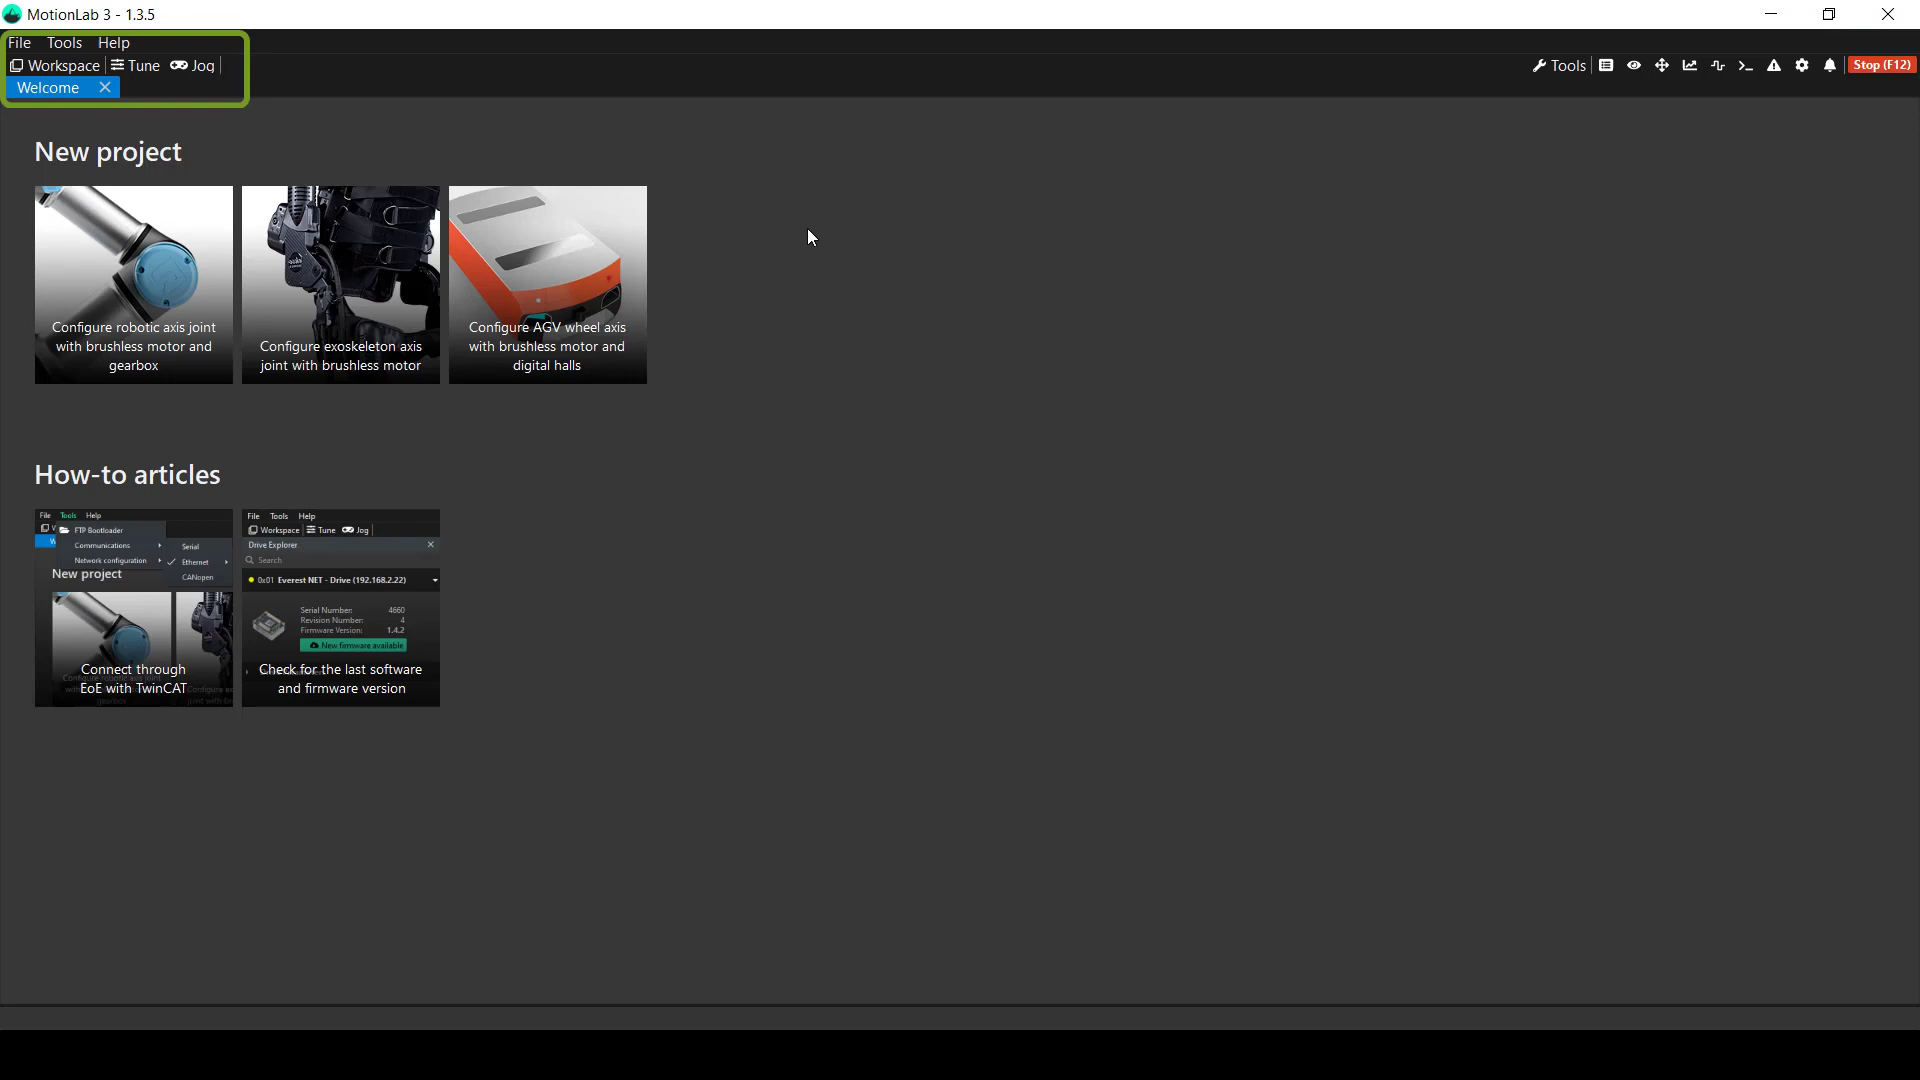 MotionLab 3 - 1.3.5
File Tools Help
Workspace Tune Jog
Tools Stop (F12)
Welcome
New project
Configure robotic axis joint
with brushless motor and
gearbox
Configure exoskeleton axis
joint with brushless motor
Configure AGV wheel axis
with brushless motor and
digital halls
How-to articles
File Tools Help
FTP Bootloader
Communications
Network configuration
Serial
Ethernet
CANopen
New project
Connect through
EoE with TwinCAT
File Tools Help
Workspace Tune Jog
Drive Explorer
Search
0x01 Everest NET - Drive (192.168.2.22)
Serial Number: 4660
Revision Number: 4
Firmware Version: 1.4.2
New firmware available
Check for the last software
and firmware version